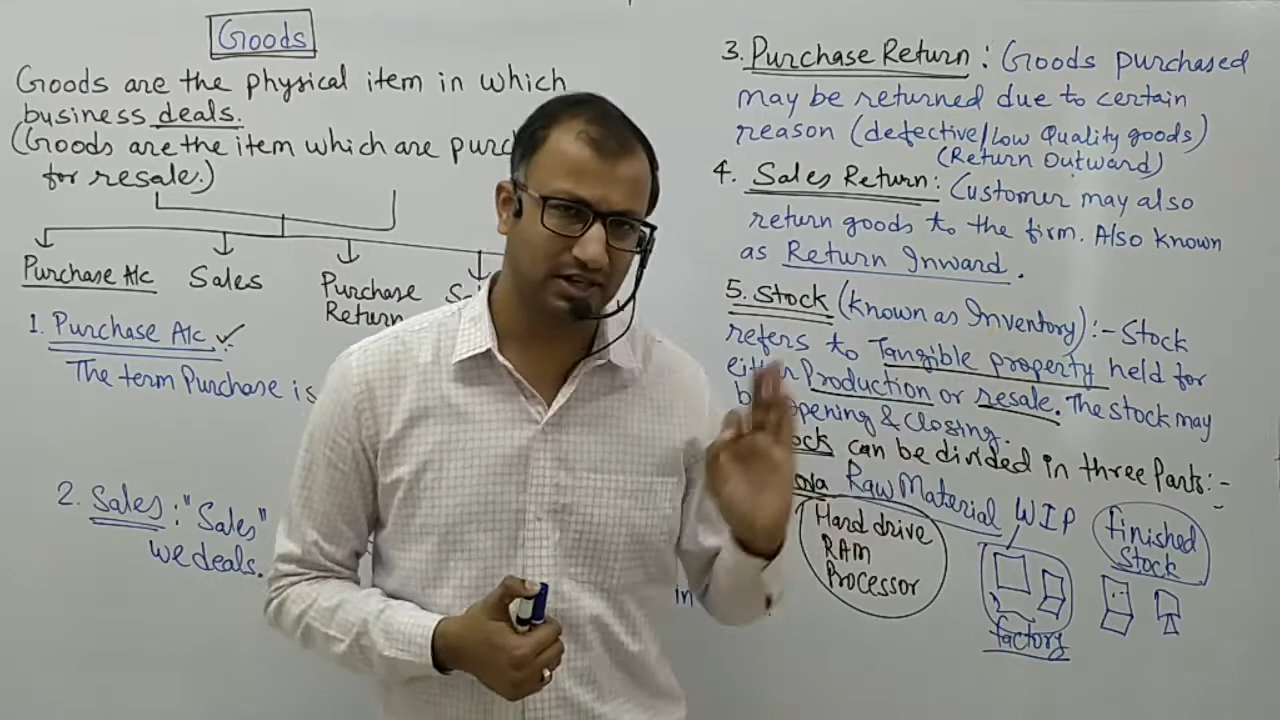 Goods
Goods are the physical item in which
business deals.
(Goods are the item which are
for resale.)
Purchase A/c Sales Purchase
Return
1. Purchase A/c ✓
The term Purchase is
2. Sales : "Sales"
we deals.
in
3. Purchase Return : Goods purchased
may be returned due to certain
reason (defective/Low Quality goods)
(Return Outward)
4. Sales Return : Customer may also
return goods to the firm. Also known
as Return Inward.
5. Stock (known as Inventory) :- Stock
refers to Tangible property held for
Production or resale. The stock may
opening & closing.
can be divided in three Parts :-
Raw Material WIP Finished
Stock
Hard drive
RAM
Processor
factory